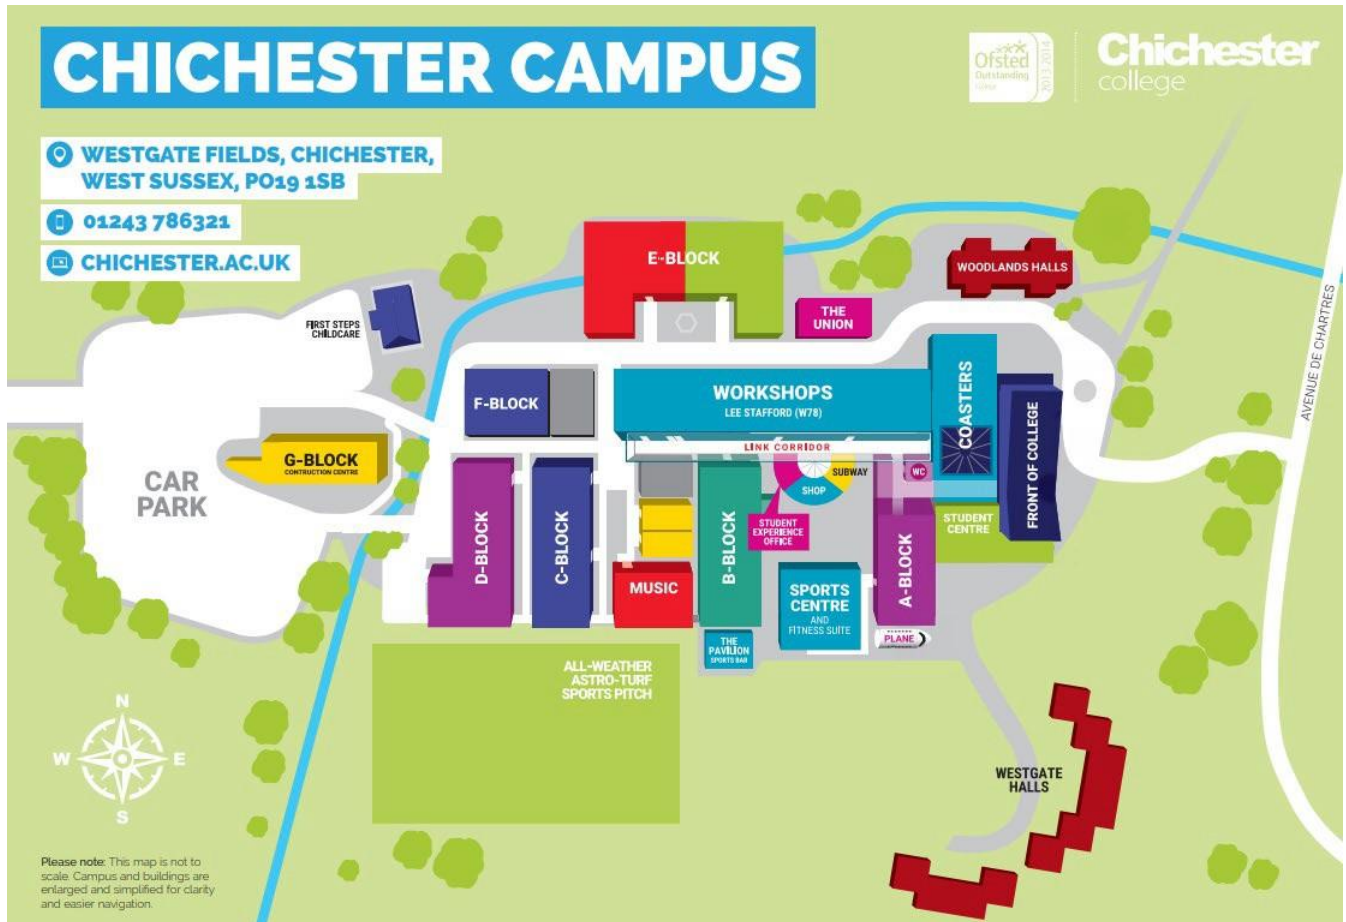 CHICHESTER CAMPUS
Ofsted
Outstanding
2013|2014
Chichester
college
WESTGATE FIELDS, CHICHESTER,
WEST SUSSEX, PO19 1SB
01243 786321
CHICHESTER.AC.UK
E-BLOCK
WOODLANDS HALLS
THE
UNION
FIRST STEPS
CHILDCARE
AVENUE DE CHARTRES
F-BLOCK
WORKSHOPS
LEE STAFFORD (W78)
COASTERS
FRONT OF COLLEGE
LINK CORRIDOR
G-BLOCK
CONTRUCTION CENTRE
CAR
PARK
SUBWAY
WC
SHOP
STUDENT
EXPERIENCE
OFFICE
STUDENT
CENTRE
D-BLOCK
C-BLOCK
B-BLOCK
A-BLOCK
MUSIC
SPORTS
CENTRE
AND
FITNESS SUITE
THE
PAVILION
SPORTS BAR
PLANE
ALL-WEATHER
ASTRO-TURF
SPORTS PITCH
N
W
E
S
WESTGATE
HALLS
Please note: This map is not to
scale. Campus and buildings are
enlarged and simplified for clarity
and easier navigation.